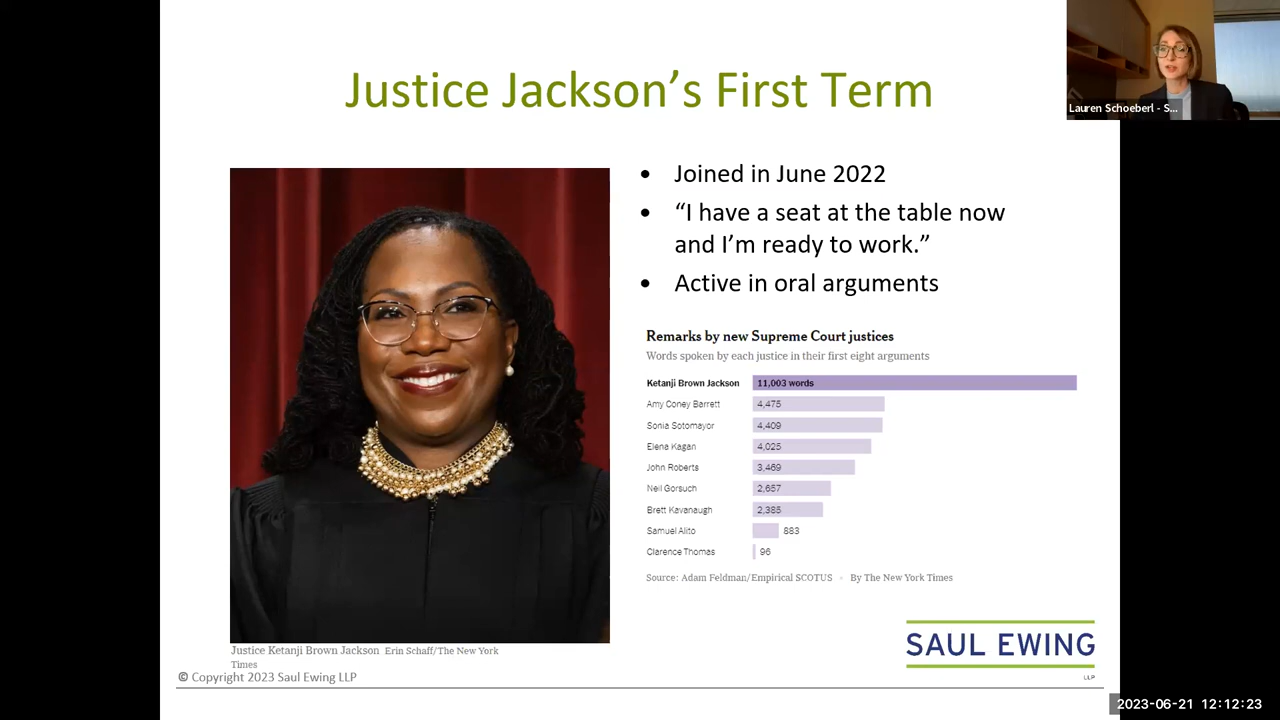 Justice Jackson’s First Term
Lauren Schoeberl - S...
• Joined in June 2022
• “I have a seat at the table now
and I’m ready to work.”
• Active in oral arguments
Remarks by new Supreme Court justices
Words spoken by each justice in their first eight arguments
Ketanji Brown Jackson 11,003 words
Amy Coney Barrett 4,475
Sonia Sotomayor 4,409
Elena Kagan 4,025
John Roberts 3,469
Neil Gorsuch 2,657
Brett Kavanaugh 2,385
Samuel Alito 883
Clarence Thomas 96
Source: Adam Feldman/Empirical SCOTUS • By The New York Times
Justice Ketanji Brown Jackson Erin Schaff/The New York
Times
© Copyright 2023 Saul Ewing LLP
SAUL EWING
LLP
2023-06-21 12:12:23